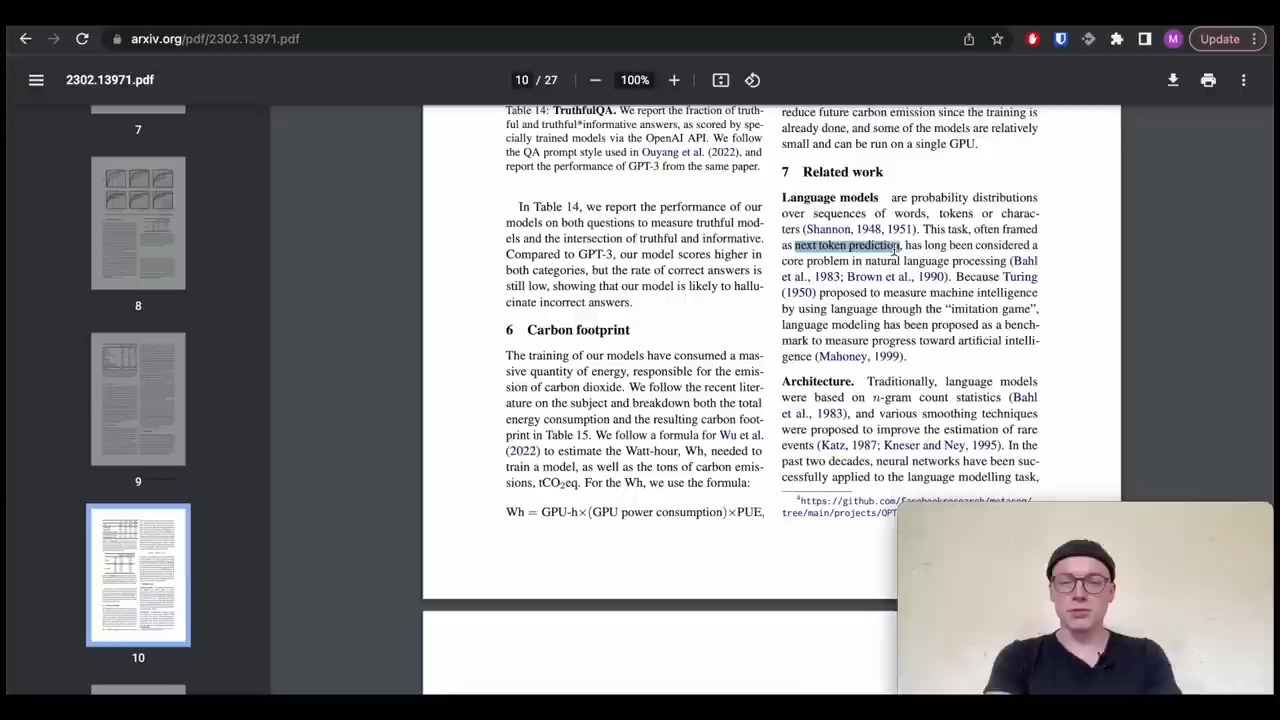 arxiv.org/pdf/2302.13971.pdf
M
Update
2302.13971.pdf
10 / 27
100%
7
8
9
10
Table 14: TruthfulQA. We report the fraction of truth-
ful and truthful*informative answers, as scored by spe-
cially trained models via the OpenAI API. We follow
the QA prompt style used in Ouyang et al. (2022), and
report the performance of GPT-3 from the same paper.
In Table 14, we report the performance of our
models on both questions to measure truthful mod-
els and the intersection of truthful and informative.
Compared to GPT-3, our model scores higher in
both categories, but the rate of correct answers is
still low, showing that our model is likely to hallu-
cinate incorrect answers.
6 Carbon footprint
The training of our models have consumed a mas-
sive quantity of energy, responsible for the emis-
sion of carbon dioxide. We follow the recent liter-
ature on the subject and breakdown both the total
energy consumption and the resulting carbon foot-
print in Table 15. We follow a formula for Wu et al.
(2022) to estimate the Watt-hour, Wh, needed to
train a model, as well as the tons of carbon emis-
sions, tCO₂eq. For the Wh, we use the formula:
Wh = GPU-h×(GPU power consumption)×PUE,
reduce future carbon emission since the training is
already done, and some of the models are relatively
small and can be run on a single GPU.
7 Related work
Language models are probability distributions
over sequences of words, tokens or charac-
ters (Shannon, 1948, 1951). This task, often framed
as next token prediction, has long been considered a
core problem in natural language processing (Bahl
et al., 1983; Brown et al., 1990). Because Turing
(1950) proposed to measure machine intelligence
by using language through the “imitation game”,
language modeling has been proposed as a bench-
mark to measure progress toward artificial intelli-
gence (Mahoney, 1999).
Architecture. Traditionally, language models
were based on n-gram count statistics (Bahl
et al., 1983), and various smoothing techniques
were proposed to improve the estimation of rare
events (Katz, 1987; Kneser and Ney, 1995). In the
past two decades, neural networks have been suc-
cessfully applied to the language modelling task,
⁴https://github.com/facebookresearch/metaseq/
tree/main/projects/OPT